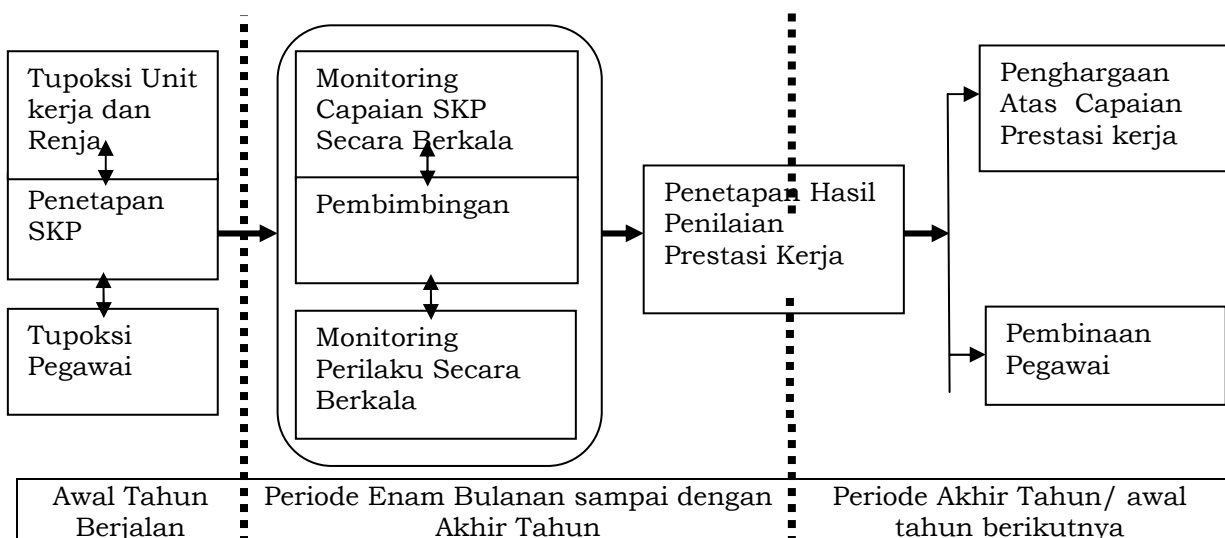 Tupoksi Unit
kerja dan
Renja
Penetapan
SKP
Tupoksi
Pegawai
Monitoring
Capaian SKP
Secara Berkala
Pembimbingan
Monitoring
Perilaku Secara
Berkala
Penetapan Hasil
Penilaian
Prestasi Kerja
Penghargaan
Atas Capaian
Prestasi kerja
Pembinaan
Pegawai
Awal Tahun
Berjalan
Periode Enam Bulanan sampai dengan
Akhir Tahun
Periode Akhir Tahun/ awal
tahun berikutnya